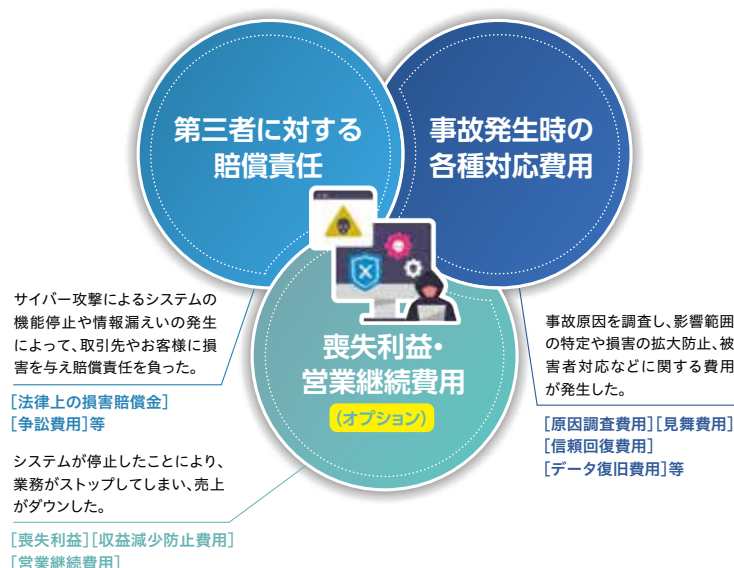 第三者に対する
賠償責任
事故発生時の
各種対応費用
喪失利益・
営業継続費用
(オプション)
サイバー攻撃によるシステムの
機能停止や情報漏えいの発生
によって、取引先やお客様に損
害を与え賠償責任を負った。
[法律上の損害賠償金]
[争訟費用]等
システムが停止したことにより、
業務がストップしてしまい、売上
がダウンした。
[喪失利益][収益減少防止費用]
[営業継続費用]
事故原因を調査し、影響範囲
の特定や損害の拡大防止、被
害者対応などに関する費用
が発生した。
[原因調査費用][見舞費用]
[信頼回復費用]
[データ復旧費用]等